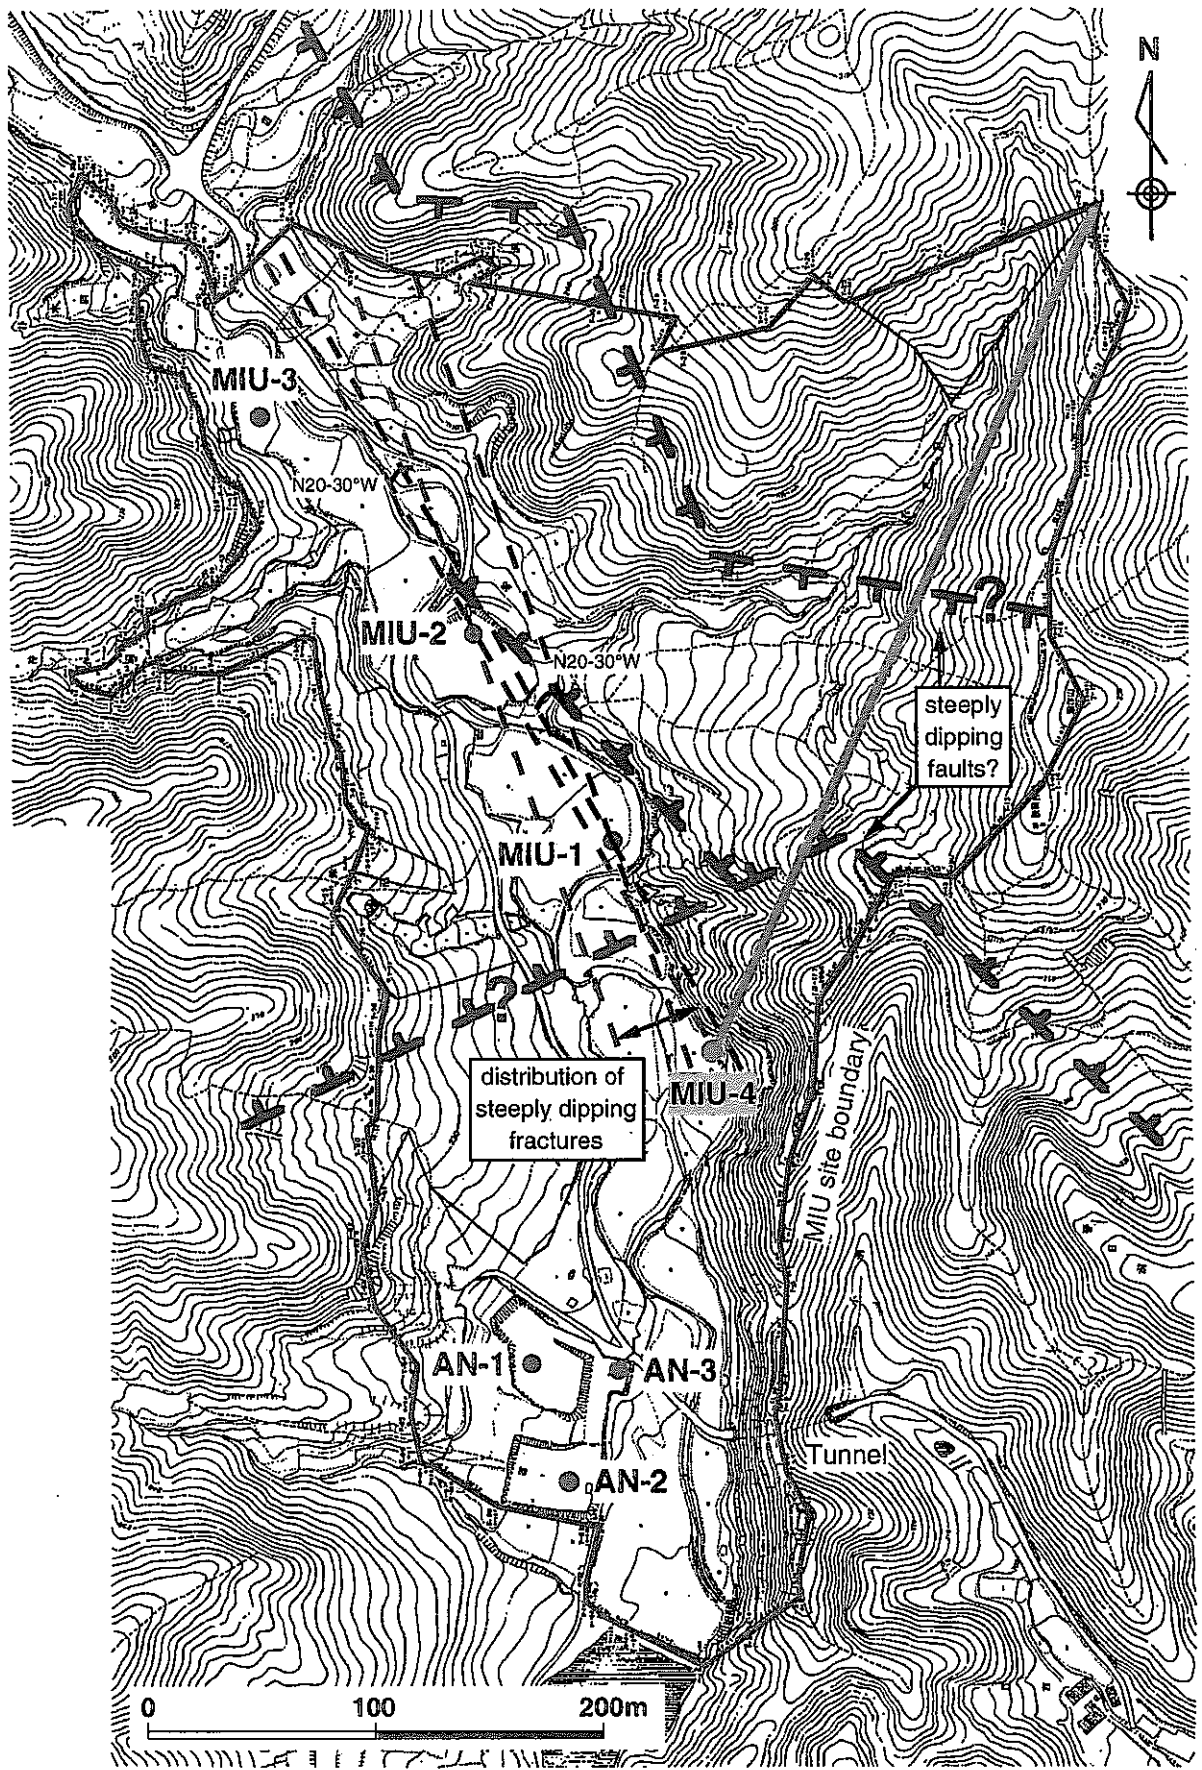 N
MIU-3
N20-30°W
MIU-2
N20-30°W
?
steeply
dipping
faults?
MIU-1
?
distribution of
steeply dipping
fractures
MIU-4
MIU site boundary
AN-1
AN-3
Tunnel
AN-2
0 100 200m